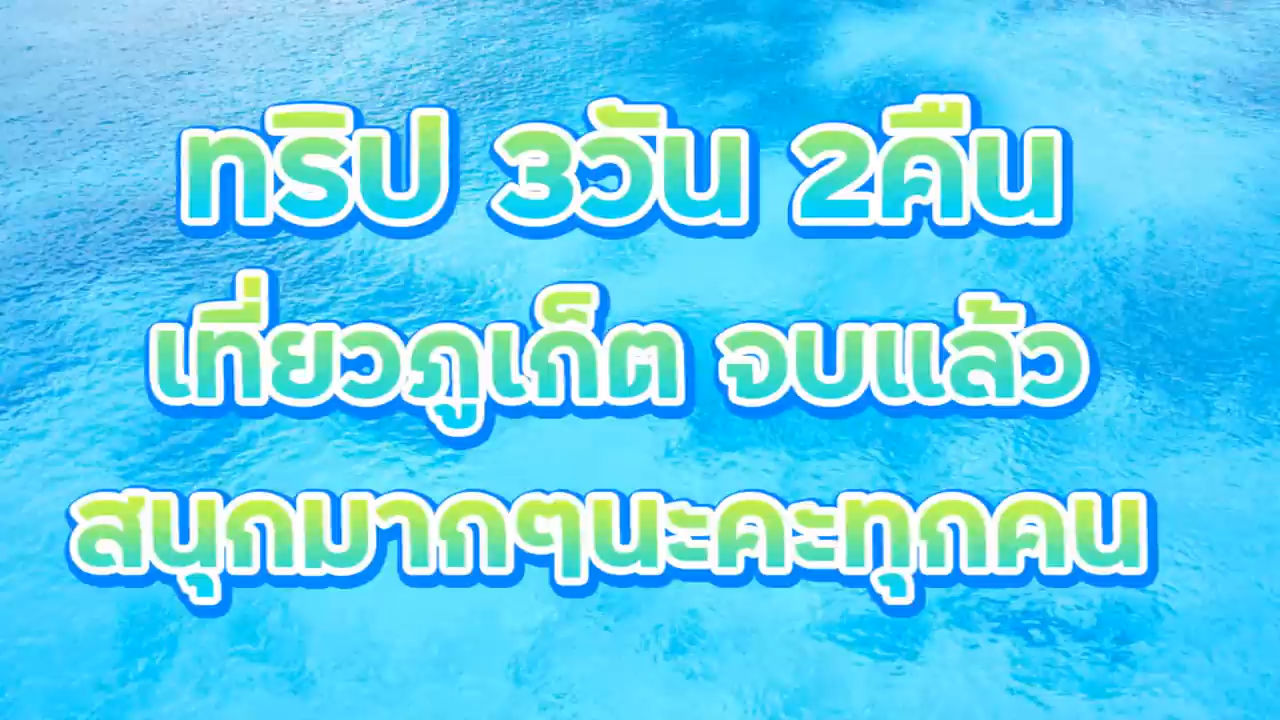 ทริป 3วัน 2คืน
เที่ยวภูเก็ต จบแล้ว
สนุกมากๆนะคะทุกคน